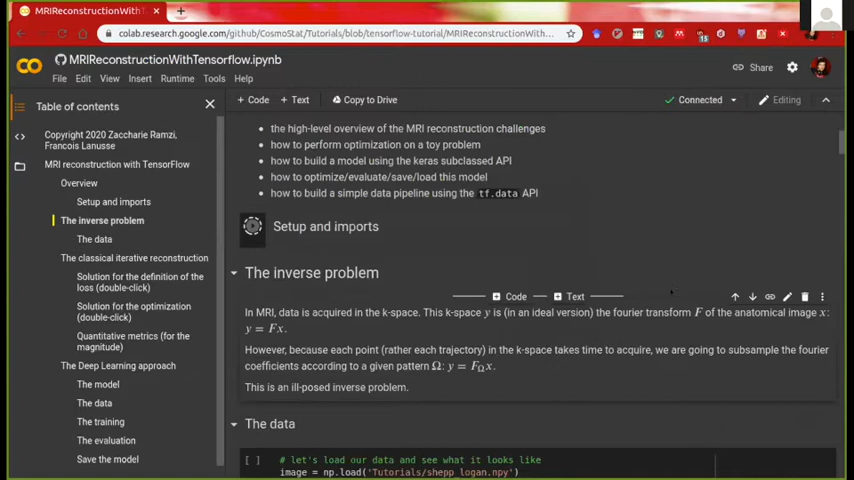 MRIReconstructionWithT
colab.research.google.com/github/CosmoStat/Tutorials/blob/tensorflow-tutorial/MRIReconstructionWith...
15
MRIReconstructionWithTensorflow.ipynb
Share
File Edit View Insert Runtime Tools Help
Table of contents
+ Code + Text Copy to Drive
Connected
Editing
Copyright 2020 Zaccharie Ramzi,
Francois Lanusse
MRI reconstruction with TensorFlow
Overview
Setup and imports
The inverse problem
The data
The classical iterative reconstruction
Solution for the definition of the
loss (double-click)
Solution for the optimization
(double-click)
Quantitative metrics (for the
magnitude)
The Deep Learning approach
The model
The data
The training
The evaluation
Save the model
• the high-level overview of the MRI reconstruction challenges
• how to perform optimization on a toy problem
• how to build a model using the keras subclassed API
• how to optimize/evaluate/save/load this model
• how to build a simple data pipeline using the tf.data API
Setup and imports
The inverse problem
Code Text
In MRI, data is acquired in the k-space. This k-space y is (in an ideal version) the fourier transform F of the anatomical image x:
y = Fx.
However, because each point (rather each trajectory) in the k-space takes time to acquire, we are going to subsample the fourier
coefficients according to a given pattern Ω: y = F_Ω x.
This is an ill-posed inverse problem.
The data
[ ] # let's load our data and see what it looks like
image = np.load('Tutorials/shepp_logan.npy')